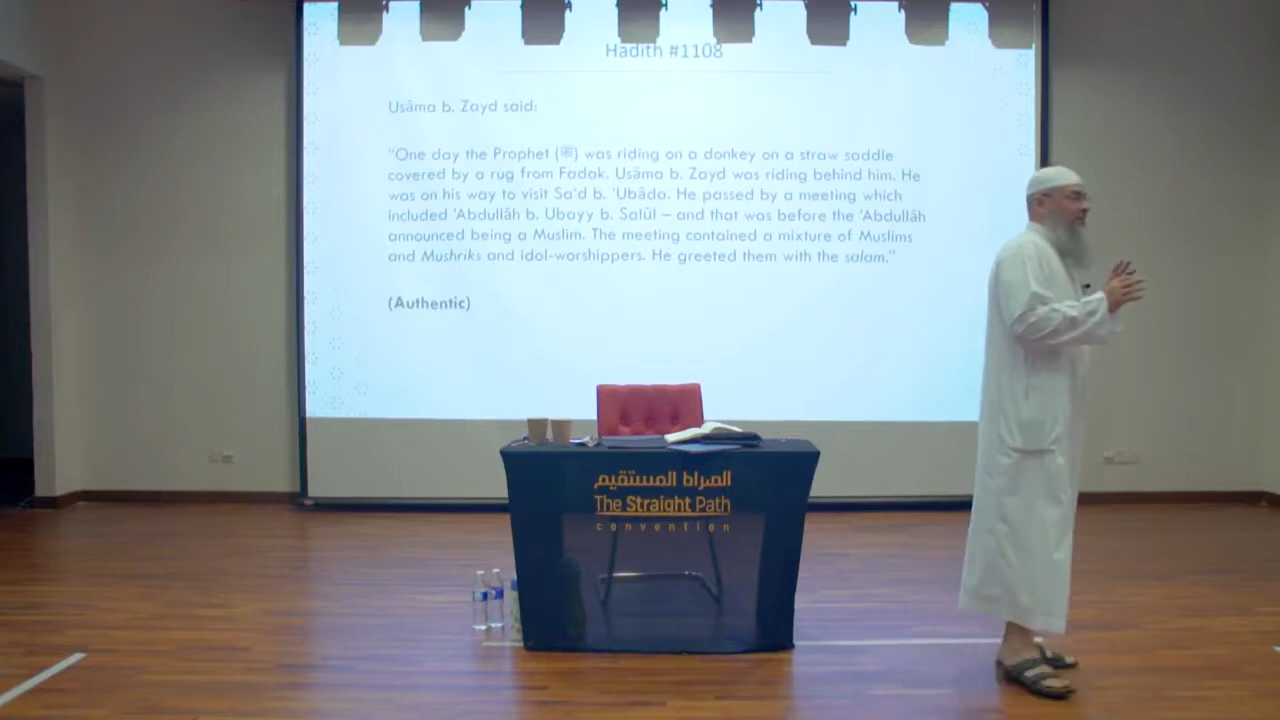 Hadith #1108
Usāma b. Zayd said:
“One day the Prophet (ﷺ) was riding on a donkey on a straw saddle
covered by a rug from Fadak. Usāma b. Zayd was riding behind him. He
was on his way to visit Sa'd b. 'Ubāda. He passed by a meeting which
included 'Abdullāh b. Ubayy b. Salūl – and that was before the 'Abdullāh
announced being a Muslim. The meeting contained a mixture of Muslims
and Mushriks and idol-worshippers. He greeted them with the salam.”
(Authentic)
الصراط المستقيم
The Straight Path
convention